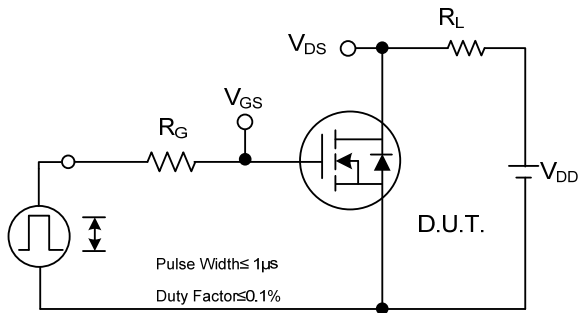 R_L
V_DS
V_GS
R_G
V_DD
D.U.T.
Pulse Width≤ 1μs
Duty Factor≤0.1%